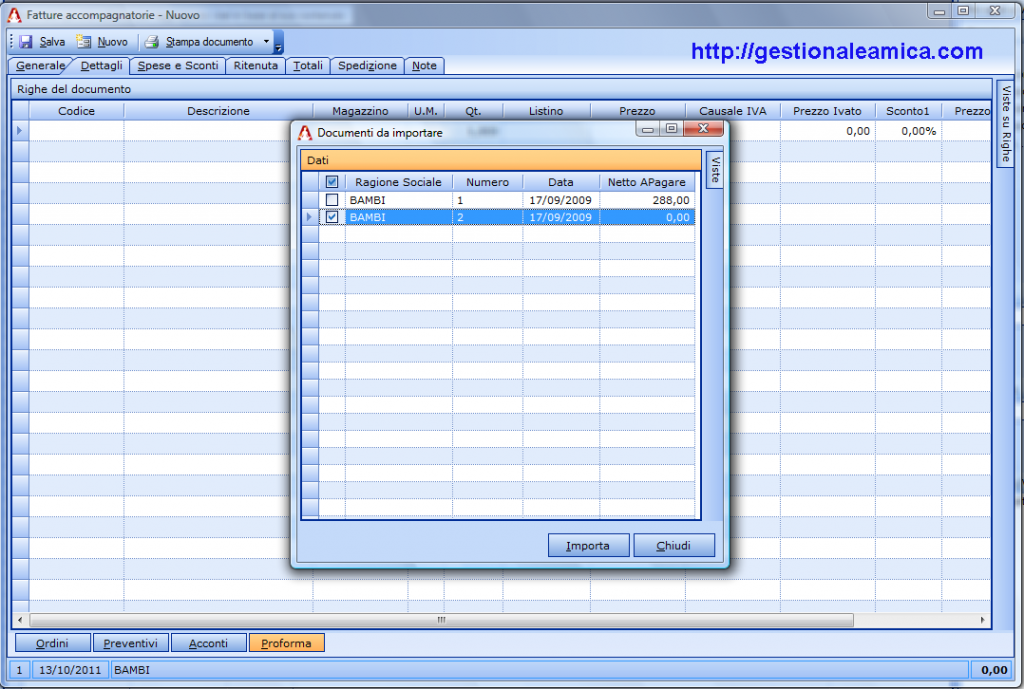 Fatture accompagnatorie - Nuovo
Salva Nuovo Stampa documento
http://gestionaleamica.com
Generale Dettagli Spese e Sconti Ritenuta Totali Spedizione Note
Righe del documento
Viste su Righe
Codice Descrizione Magazzino U.M. Qt. Listino Prezzo Causale IVA Prezzo Ivato Sconto1 Prezzo
0,00 0,00%
Documenti da importare
Dati
Viste
Ragione Sociale Numero Data Netto APagare
BAMBI 1 17/09/2009 288,00
BAMBI 2 17/09/2009 0,00
Importa Chiudi
Ordini Preventivi Acconti Proforma
1 13/10/2011 BAMBI 0,00